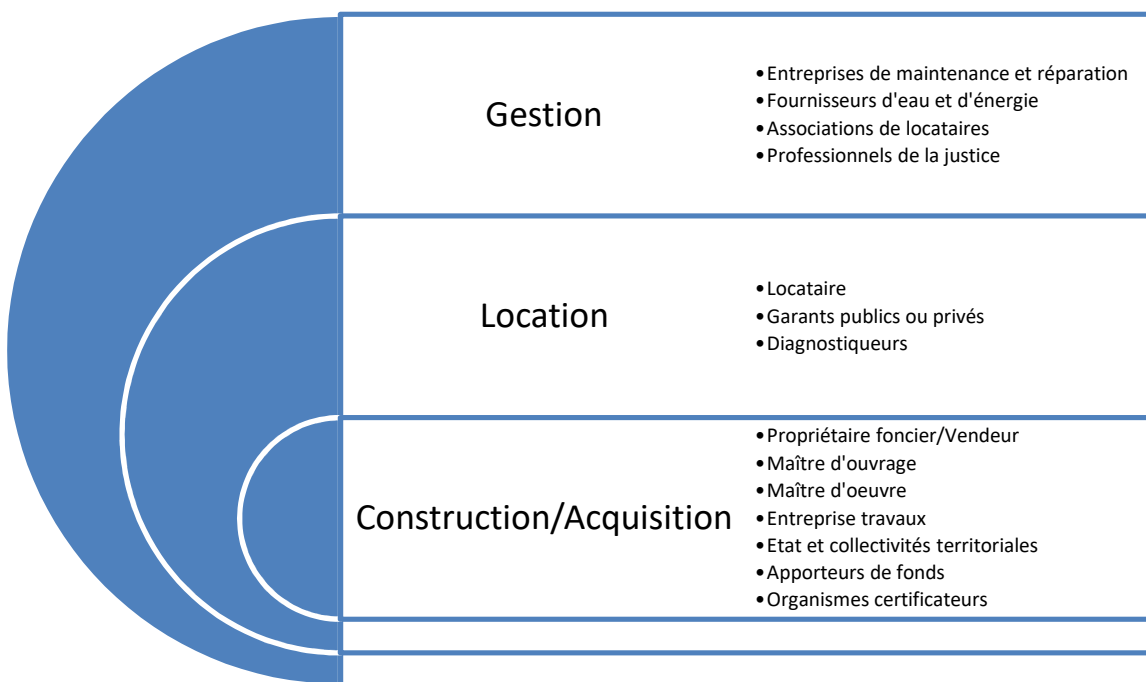 Gestion
•Entreprises de maintenance et réparation
•Fournisseurs d'eau et d'énergie
•Associations de locataires
•Professionnels de la justice
Location
•Locataire
•Garants publics ou privés
•Diagnostiqueurs
Construction/Acquisition
•Propriétaire foncier/Vendeur
•Maître d'ouvrage
•Maître d'oeuvre
•Entreprise travaux
•Etat et collectivités territoriales
•Apporteurs de fonds
•Organismes certificateurs